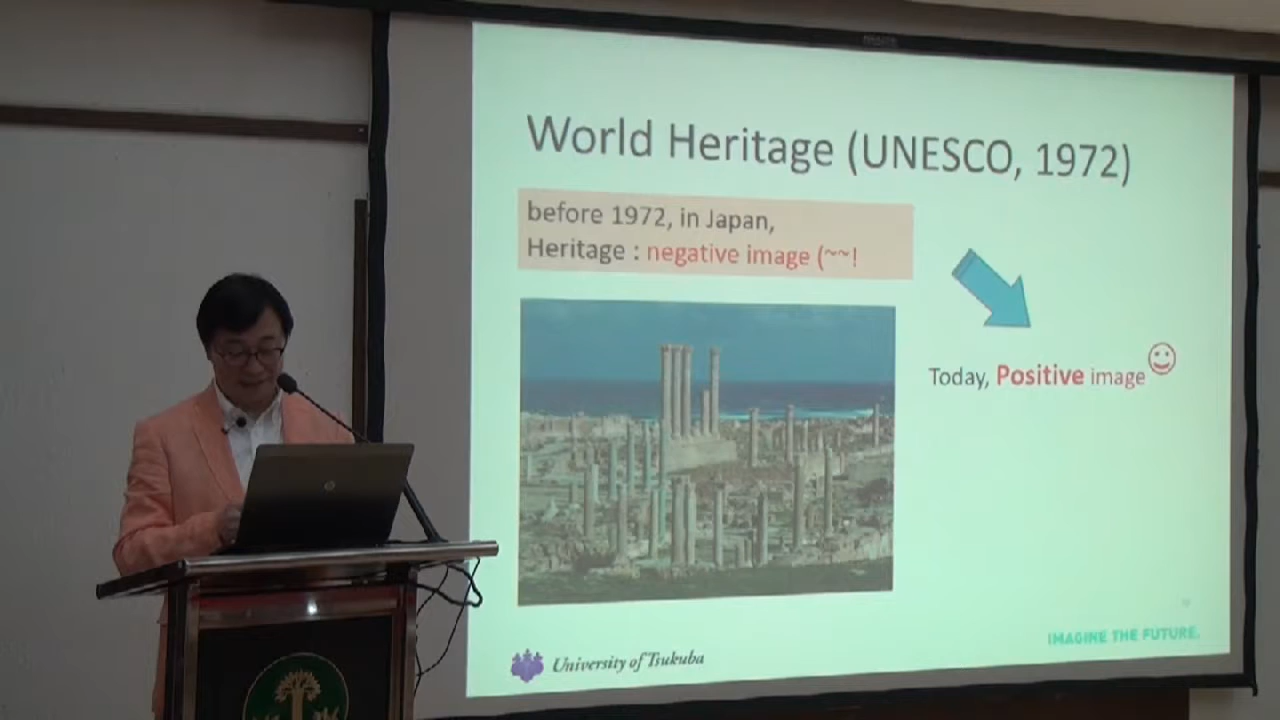 World Heritage (UNESCO, 1972)
before 1972, in Japan,
Heritage : negative image (~~!
Today, Positive image
University of Tsukuba
IMAGINE THE FUTURE.
hp